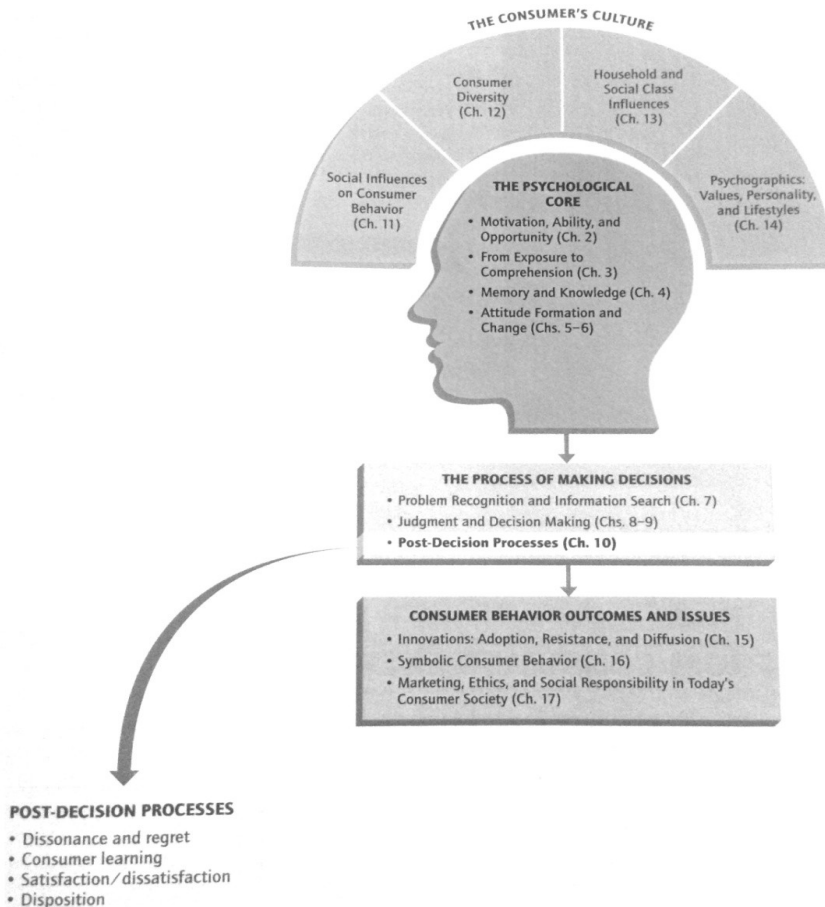 THE CONSUMER'S CULTURE
Social Influences
on Consumer
Behavior
(Ch. 11)
Consumer
Diversity
(Ch. 12)
Household and
Social Class
Influences
(Ch. 13)
Psychographics:
Values, Personality,
and Lifestyles
(Ch. 14)
THE PSYCHOLOGICAL
CORE
• Motivation, Ability, and
Opportunity (Ch. 2)
• From Exposure to
Comprehension (Ch. 3)
• Memory and Knowledge (Ch. 4)
• Attitude Formation and
Change (Chs. 5–6)
THE PROCESS OF MAKING DECISIONS
• Problem Recognition and Information Search (Ch. 7)
• Judgment and Decision Making (Chs. 8–9)
• Post-Decision Processes (Ch. 10)
CONSUMER BEHAVIOR OUTCOMES AND ISSUES
• Innovations: Adoption, Resistance, and Diffusion (Ch. 15)
• Symbolic Consumer Behavior (Ch. 16)
• Marketing, Ethics, and Social Responsibility in Today's
Consumer Society (Ch. 17)
POST-DECISION PROCESSES
• Dissonance and regret
• Consumer learning
• Satisfaction/dissatisfaction
• Disposition